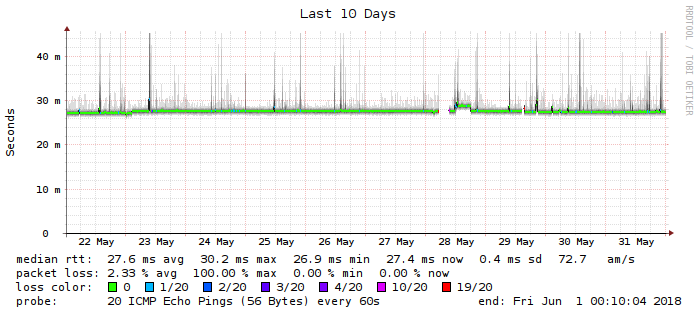 Last 10 Days
RRDTOOL / TOBI OETIKER
Seconds
40 m
30 m
20 m
10 m
0
22 May 23 May 24 May 25 May 26 May 27 May 28 May 29 May 30 May 31 May
median rtt: 27.6 ms avg 30.2 ms max 26.9 ms min 27.4 ms now 0.4 ms sd 72.7 am/s
packet loss: 2.33 % avg 100.00 % max 0.00 % min 0.00 % now
loss color: 0 1/20 2/20 3/20 4/20 10/20 19/20
probe: 20 ICMP Echo Pings (56 Bytes) every 60s end: Fri Jun 1 00:10:04 2018